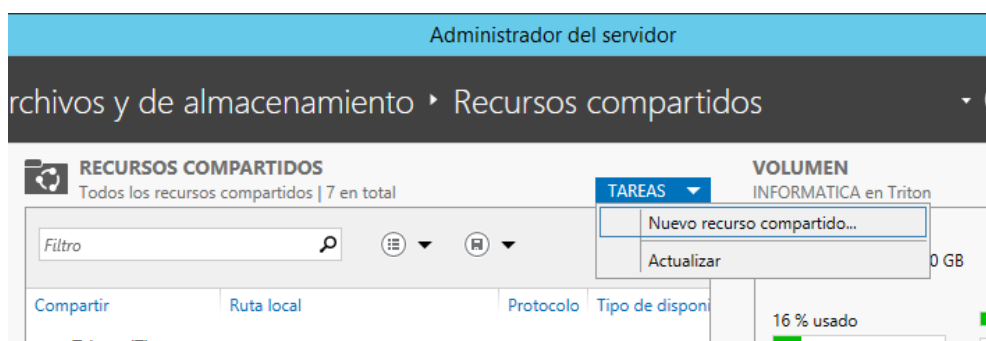 Administrador del servidor
rchivos y de almacenamiento ‣ Recursos compartidos
RECURSOS COMPARTIDOS
Todos los recursos compartidos | 7 en total
TAREAS
VOLUMEN
INFORMATICA en Triton
Nuevo recurso compartido...
Filtro
Actualizar
0 GB
Compartir
Ruta local
Protocolo
Tipo de disponi
16 % usado